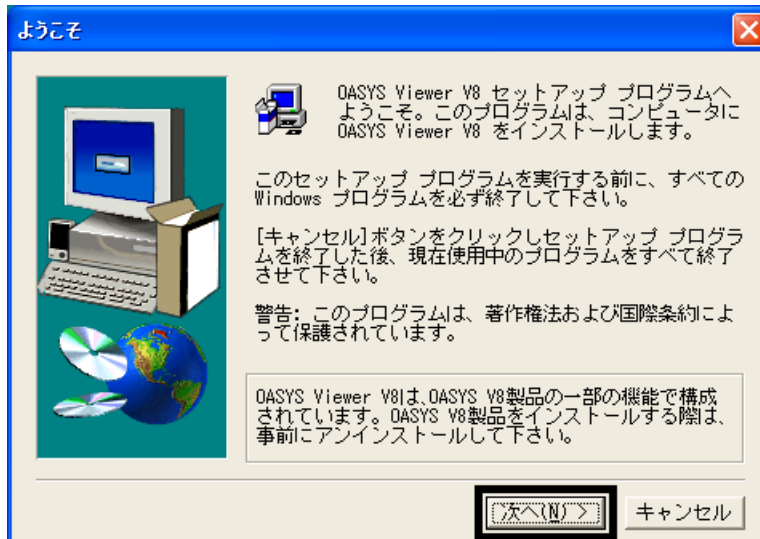 ようこそ
OASYS Viewer V8 セットアップ プログラムへ
ようこそ。このプログラムは、コンピュータに
OASYS Viewer V8 をインストールします。
このセットアップ プログラムを実行する前に、すべての
Windows プログラムを必ず終了して下さい。
[キャンセル]ボタンをクリックしセットアップ プログラ
ムを終了した後、現在使用中のプログラムをすべて終了
させて下さい。
警告: このプログラムは、著作権法および国際条約によ
って保護されています。
OASYS Viewer V8は、OASYS V8製品の一部の機能で構成
されています。OASYS V8製品をインストールする際は、
事前にアンインストールして下さい。
次へ(N) >
キャンセル